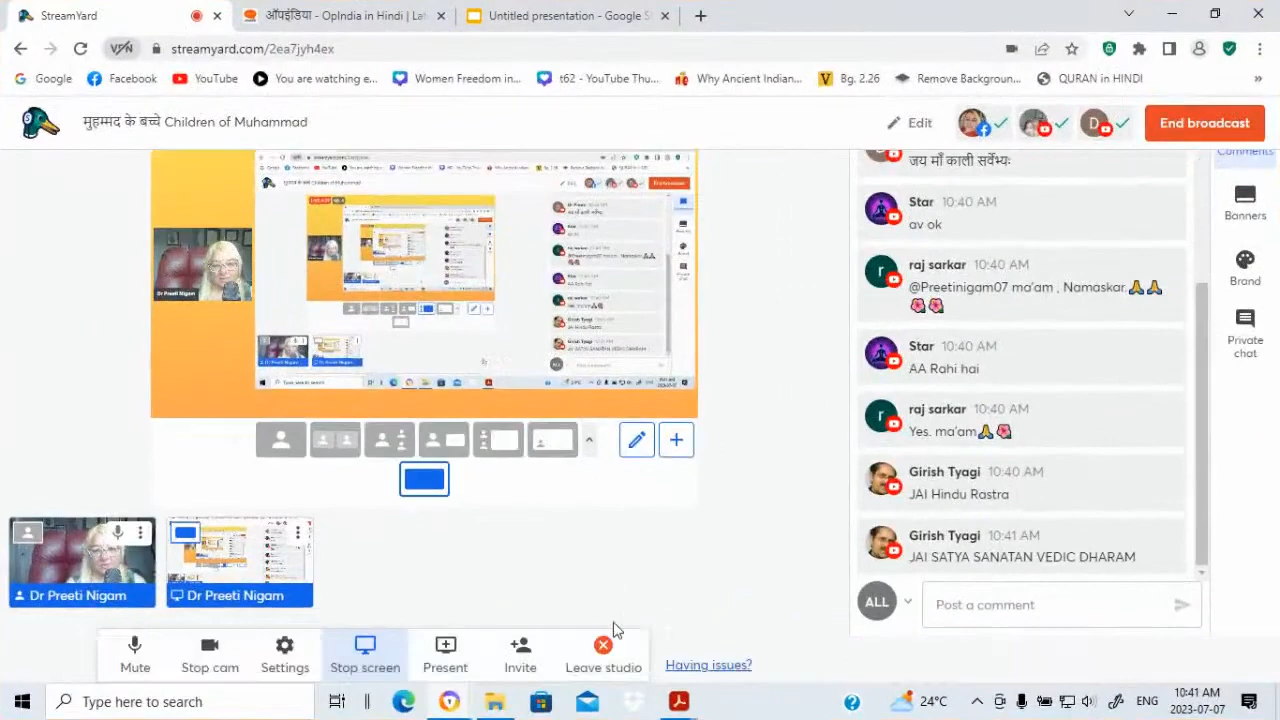 StreamYard
ऑपइंडिया - OpIndia in Hindi | La
Untitled presentation - Google S
VPN
streamyard.com/2ea7jyh4ex
Google
Facebook
YouTube
You are watching e...
Women Freedom in...
t62 - YouTube Thu...
Why Ancient Indian...
Bg. 2.26
Remove Backgroun...
QURAN in HINDI
»
मुहम्मद के बच्चे Children of Muhammad
Edit
D
End broadcast
Comments
जय माँ काली सर्वेभ्यः
Star 10:40 AM
av ok
raj sarkar 10:40 AM
@Preetinigam07 ma'am , Namaskar🙏🙏
🌺🌺
Star 10:40 AM
AA Rahi hai
raj sarkar 10:40 AM
Yes. ma'am🙏🌺
Girish Tyagi 10:40 AM
JAI Hindu Rastra
Girish Tyagi 10:41 AM
JAI SATYA SANATAN VEDIC DHARAM
ALL
Post a comment
Banners
Brand
Private
chat
Dr Preeti Nigam
Dr Preeti Nigam
Dr Preeti Nigam
Mute
Stop cam
Settings
Stop screen
Present
Invite
Leave studio
Having issues?
Type here to search
24°C
ENG
10:41 AM
2023-07-07